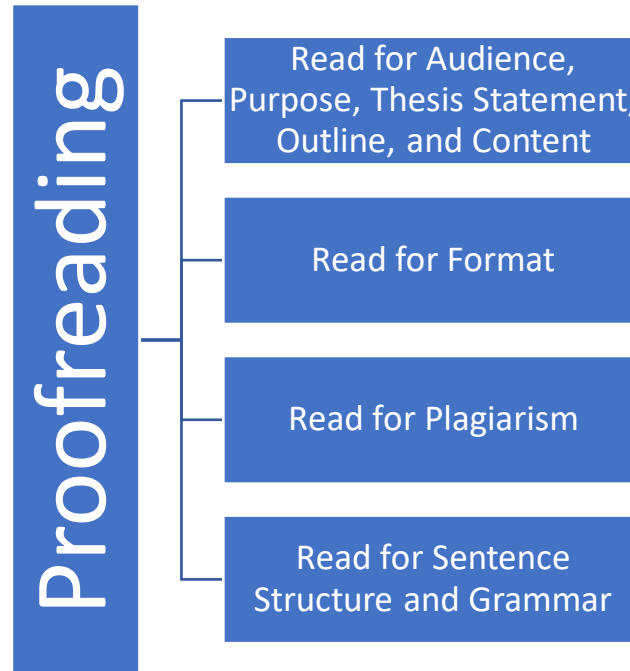 Proofreading
Read for Audience,
Purpose, Thesis Statement,
Outline, and Content
Read for Format
Read for Plagiarism
Read for Sentence
Structure and Grammar